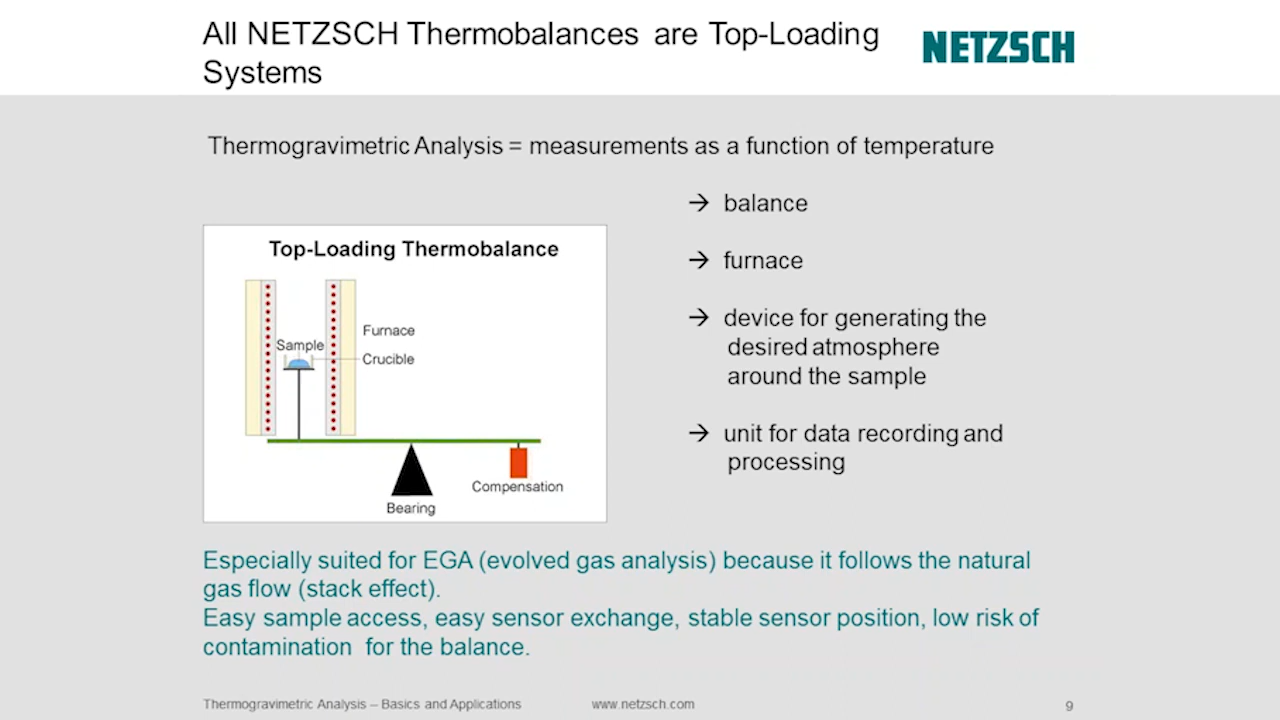 All NETZSCH Thermobalances are Top-Loading
Systems
NETZSCH
Thermogravimetric Analysis = measurements as a function of temperature
→ balance
→ furnace
→ device for generating the
desired atmosphere
around the sample
→ unit for data recording and
processing
Top-Loading Thermobalance
Furnace
Sample
Crucible
Compensation
Bearing
Especially suited for EGA (evolved gas analysis) because it follows the natural
gas flow (stack effect).
Easy sample access, easy sensor exchange, stable sensor position, low risk of
contamination for the balance.
Thermogravimetric Analysis – Basics and Applications
www.netzsch.com
9